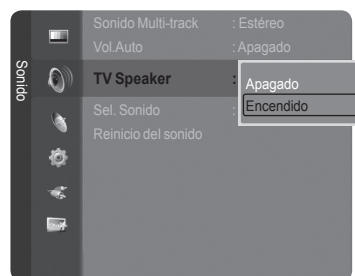 Sonido
Sonido Multi-track : Estéreo
Vol.Auto : Apagado
TV Speaker :
Apagado
Encendido
Sel. Sonido :
Reinicio del sonido